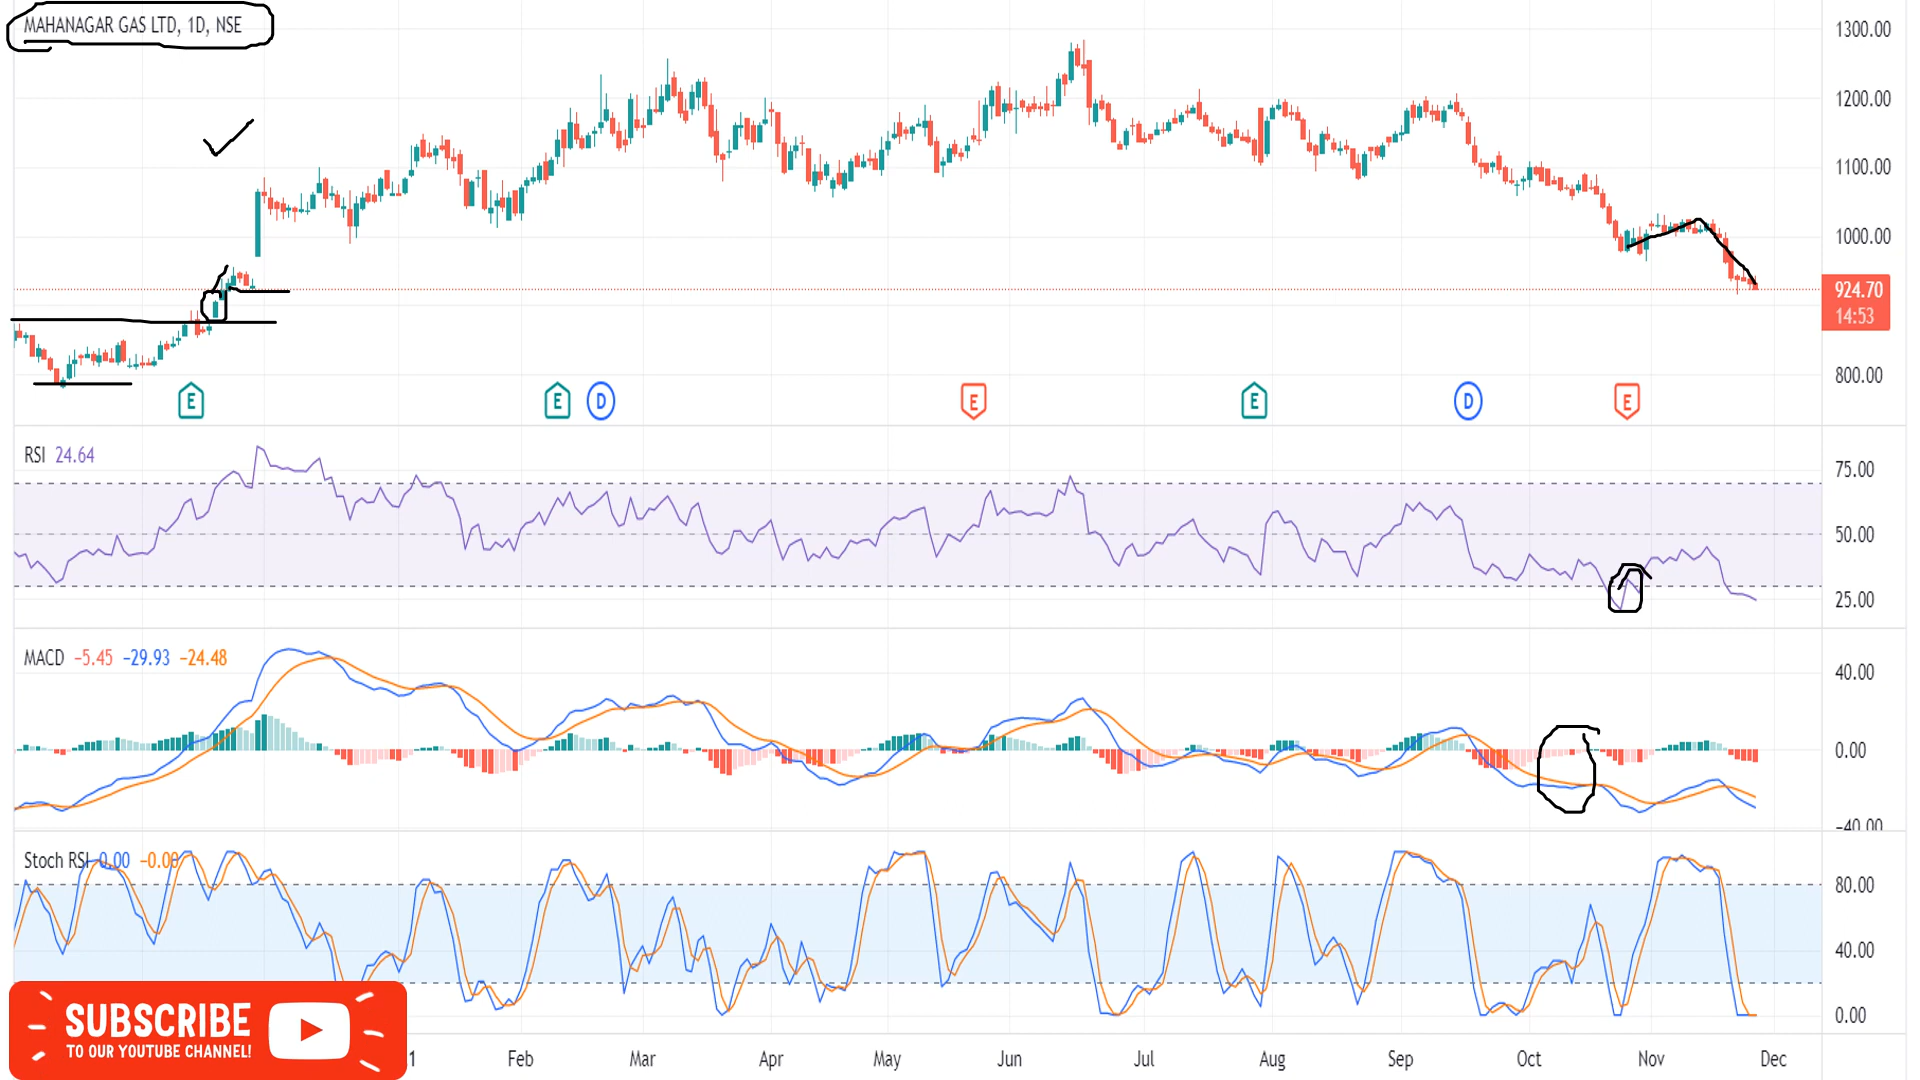 MAHANAGAR GAS LTD, 1D, NSE
1300.00
1200.00
1100.00
1000.00
924.70
14:53
800.00
E
E
D
E
E
D
E
RSI 24.64
75.00
50.00
25.00
MACD −5.45 −29.93 −24.48
40.00
0.00
−40.00
Stoch RSI 0.00 −0.00
80.00
40.00
0.00
SUBSCRIBE
TO OUR YOUTUBE CHANNEL!
1 Feb Mar Apr May Jun Jul Aug Sep Oct Nov Dec